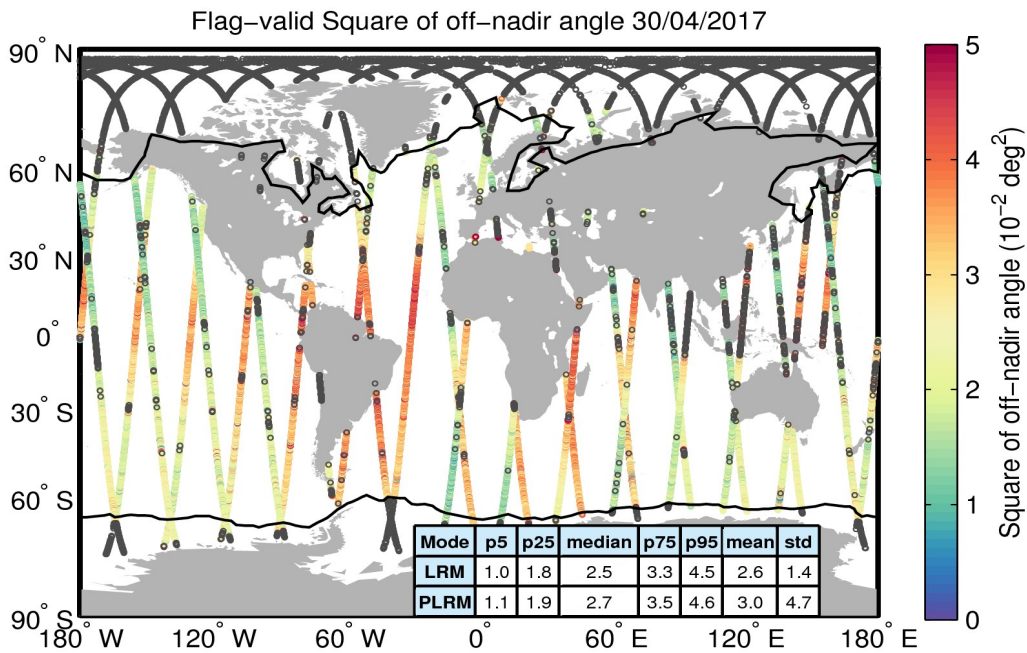 Flag−valid Square of off−nadir angle 30/04/2017
90° N
60° N
30° N
0°
30° S
60° S
90° S
180° W
120° W
60° W
0°
60° E
120° E
180° E
Mode p5 p25 median p75 p95 mean std
LRM 1.0 1.8 2.5 3.3 4.5 2.6 1.4
PLRM 1.1 1.9 2.7 3.5 4.6 3.0 4.7
5
4
3
2
1
0
Square of off−nadir angle (10⁻² deg²)